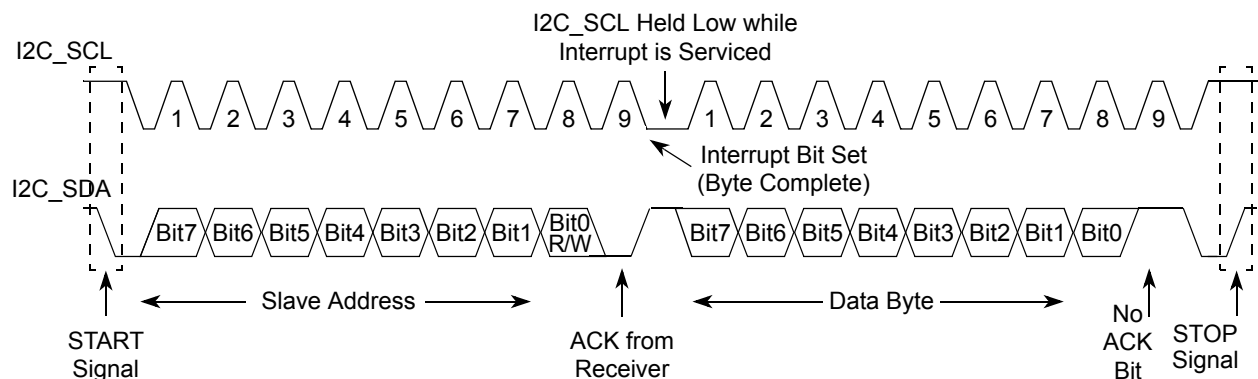 I2C_SCL Held Low while
Interrupt is Serviced
I2C_SCL
1 2 3 4 5 6 7 8 9 1 2 3 4 5 6 7 8 9
Interrupt Bit Set
(Byte Complete)
I2C_SDA
Bit7 Bit6 Bit5 Bit4 Bit3 Bit2 Bit1 Bit0 Bit7 Bit6 Bit5 Bit4 Bit3 Bit2 Bit1 Bit0
R/W
Slave Address Data Byte
START
Signal
ACK from
Receiver
No
ACK
Bit
STOP
Signal